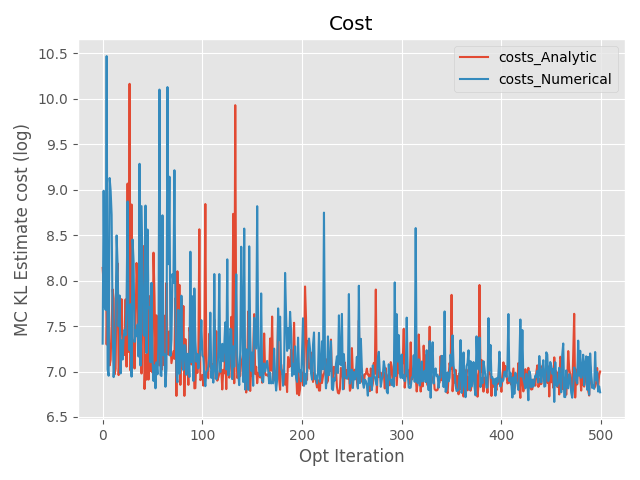 Cost
costs_Analytic
costs_Numerical
MC KL Estimate cost (log)
10.5
10.0
9.5
9.0
8.5
8.0
7.5
7.0
6.5
0 100 200 300 400 500
Opt Iteration